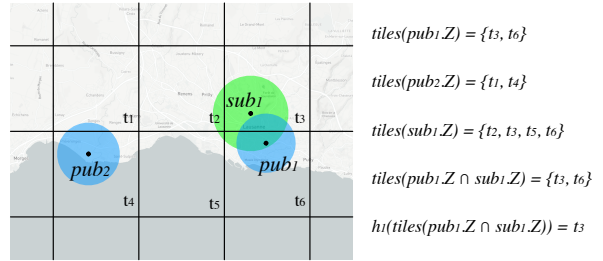 tiles(pub₁.Z) = {t₃, t₆}
tiles(pub₂.Z) = {t₁, t₄}
tiles(sub₁.Z) = {t₂, t₃, t₅, t₆}
tiles(pub₁.Z ∩ sub₁.Z) = {t₃, t₆}
h₁(tiles(pub₁.Z ∩ sub₁.Z)) = t₃
sub₁
t₁ t₂ t₃
pub₂ pub₁
t₄ t₅ t₆